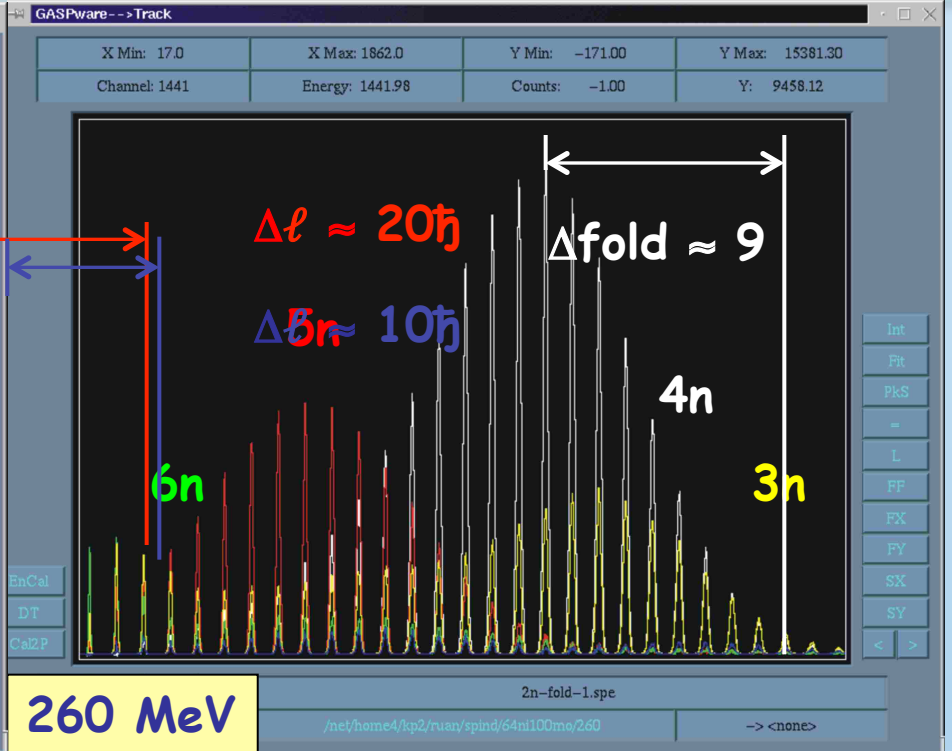 GASPware-->Track
X Min: 17.0 X Max: 1862.0 Y Min: -171.00 Y Max: 15381.30
Channel: 1441 Energy: 1441.98 Counts: -1.00 Y: 9458.12
Δℓ ≈ 20ħ
Δfold ≈ 9
Δℓ ≈ 10ħ
5n
4n
6n
3n
Int
Fit
PkS
=
L
FF
FX
FY
SX
SY
< >
EnCal
DT
Cal2P
260 MeV
2n-fold-1.spe
/net/home4/kp2/ruan/spind/64ni100mo/260 -> <none>